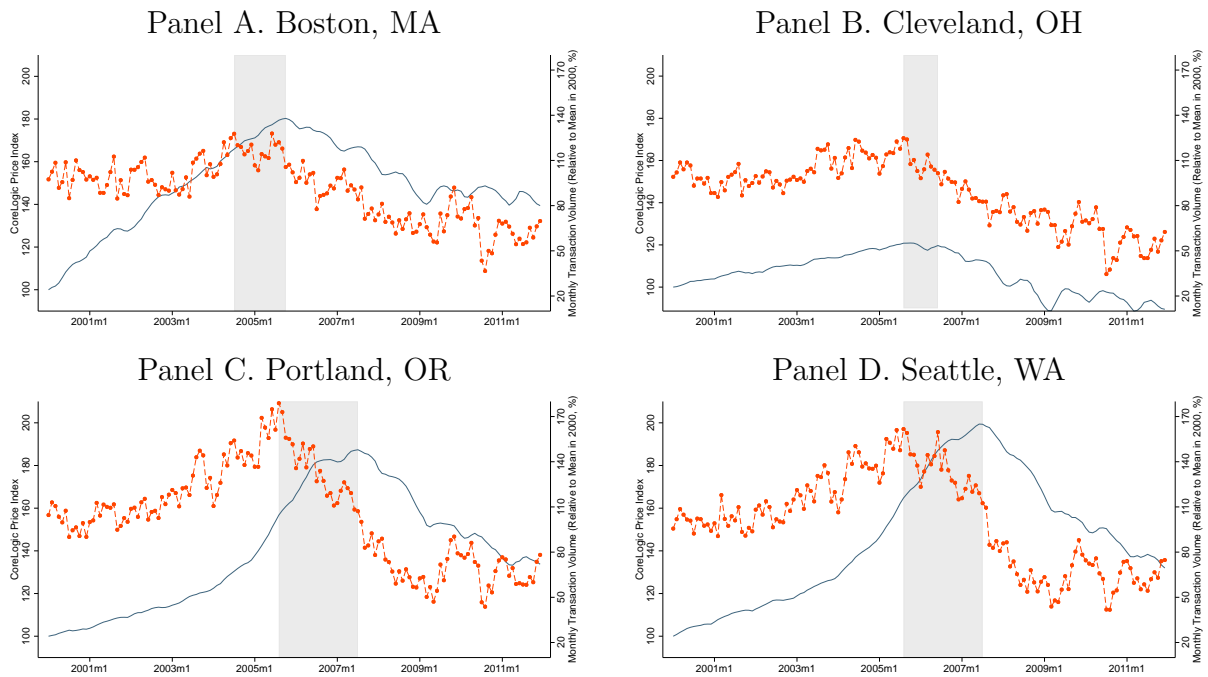 Panel A. Boston, MA
CoreLogic Price Index
100 120 140 160 180 200
Monthly Transaction Volume (Relative to Mean in 2000, %)
20 50 80 110 140 170
2001m1 2003m1 2005m1 2007m1 2009m1 2011m1
Panel B. Cleveland, OH
CoreLogic Price Index
100 120 140 160 180 200
Monthly Transaction Volume (Relative to Mean in 2000, %)
20 50 80 110 140 170
2001m1 2003m1 2005m1 2007m1 2009m1 2011m1
Panel C. Portland, OR
CoreLogic Price Index
100 120 140 160 180 200
Monthly Transaction Volume (Relative to Mean in 2000, %)
20 50 80 110 140 170
2001m1 2003m1 2005m1 2007m1 2009m1 2011m1
Panel D. Seattle, WA
CoreLogic Price Index
100 120 140 160 180 200
Monthly Transaction Volume (Relative to Mean in 2000, %)
20 50 80 110 140 170
2001m1 2003m1 2005m1 2007m1 2009m1 2011m1